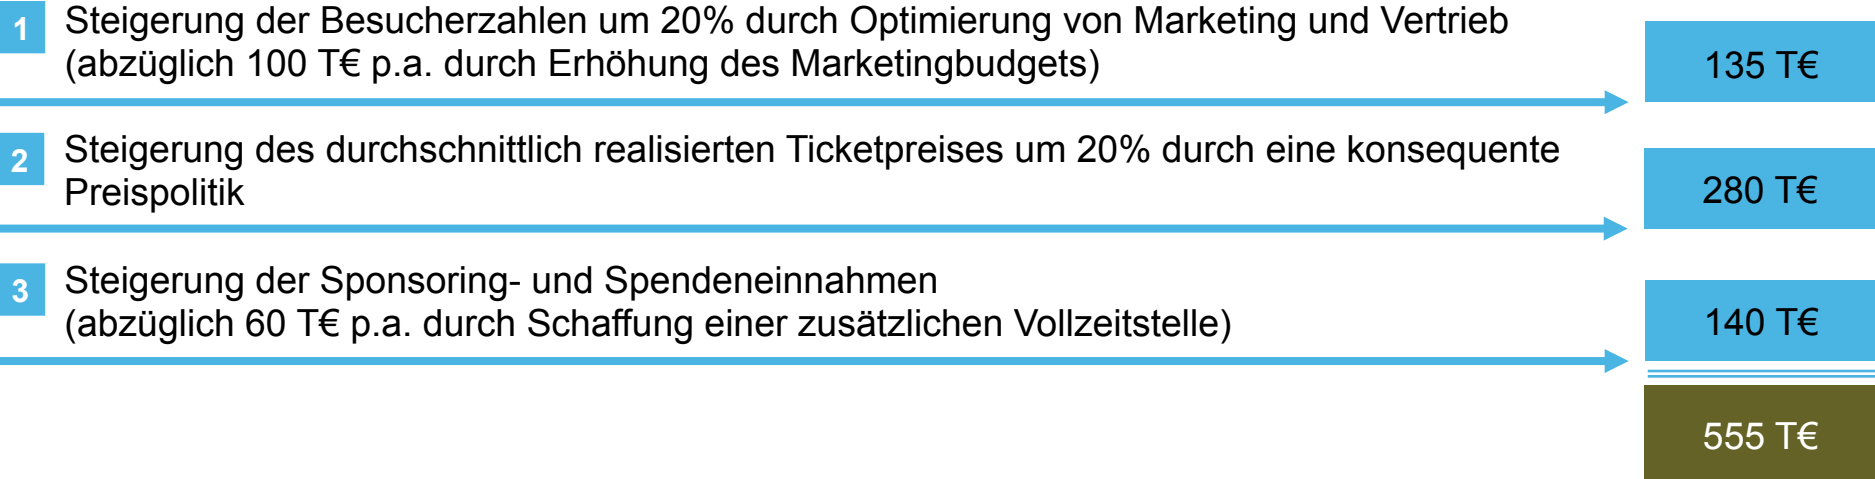 1 Steigerung der Besucherzahlen um 20% durch Optimierung von Marketing und Vertrieb
(abzüglich 100 T€ p.a. durch Erhöhung des Marketingbudgets)
135 T€
2 Steigerung des durchschnittlich realisierten Ticketpreises um 20% durch eine konsequente
Preispolitik
280 T€
3 Steigerung der Sponsoring- und Spendeneinnahmen
(abzüglich 60 T€ p.a. durch Schaffung einer zusätzlichen Vollzeitstelle)
140 T€
555 T€